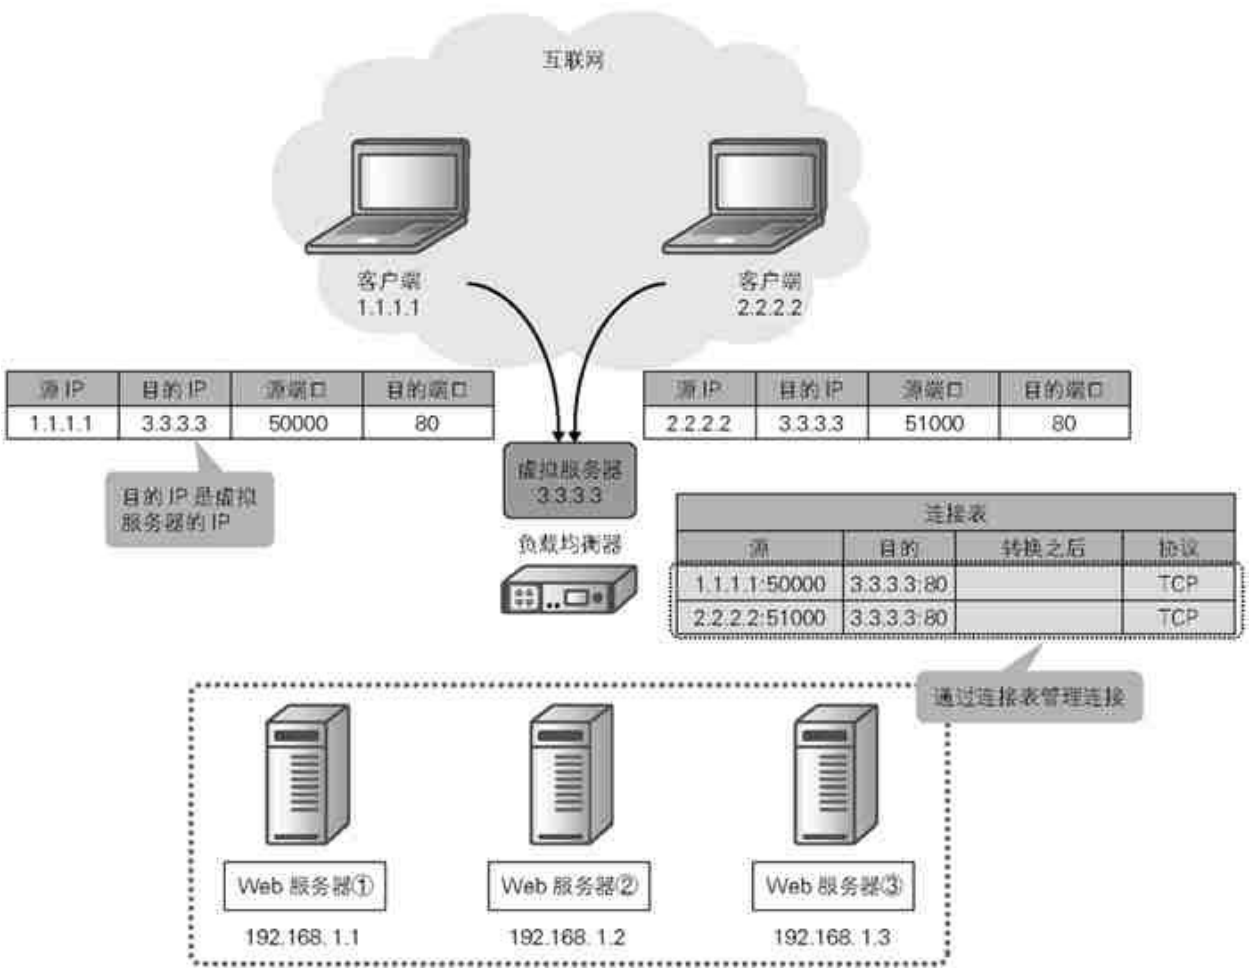 互联网
客户端
1.1.1.1
客户端
2.2.2.2
源 IP 目的 IP 源端口 目的端口
1.1.1.1 3.3.3.3 50000 80
源 IP 目的 IP 源端口 目的端口
2.2.2.2 3.3.3.3 51000 80
目的 IP 是虚拟
服务器的 IP
虚拟服务器
3.3.3.3
负载均衡器
连接表
源 目的 转换之后 协议
1.1.1.1:50000 3.3.3.3:80 TCP
2.2.2.2:51000 3.3.3.3:80 TCP
通过连接表管理连接
Web 服务器① Web 服务器② Web 服务器③
192.168.1.1 192.168.1.2 192.168.1.3